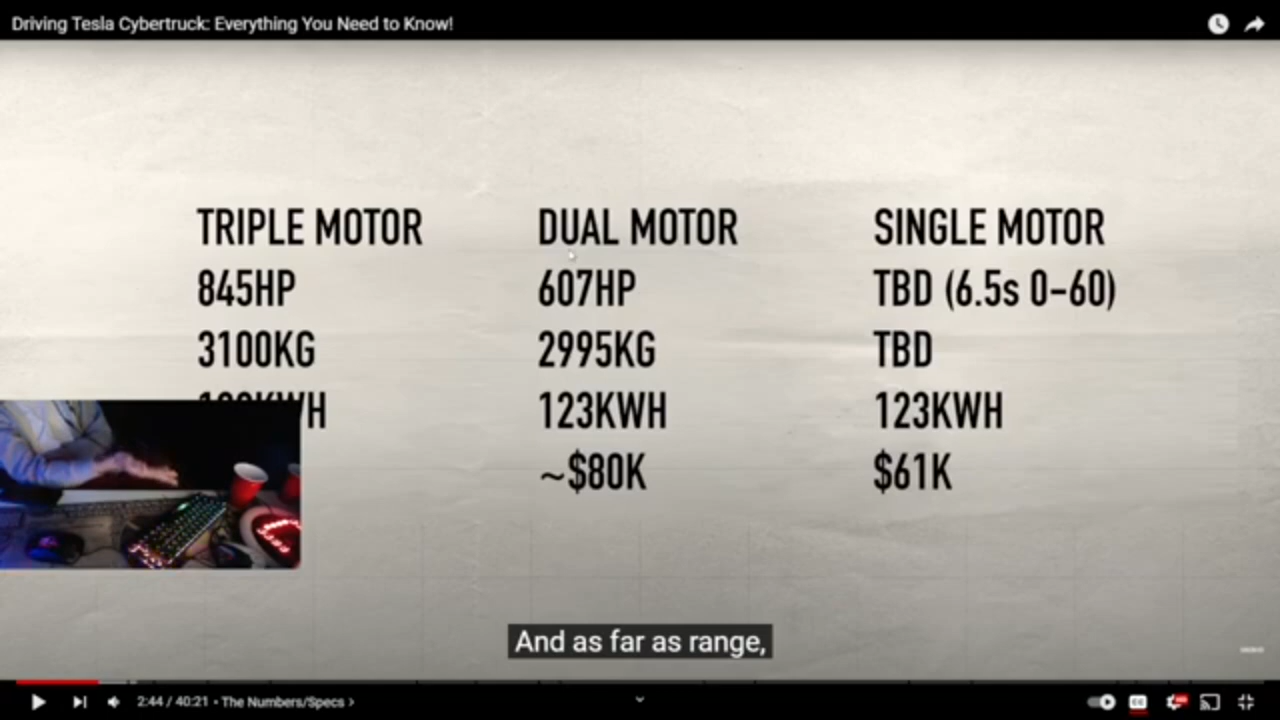 Driving Tesla Cybertruck: Everything You Need to Know!
TRIPLE MOTOR
DUAL MOTOR
SINGLE MOTOR
845HP
607HP
TBD (6.5s 0-60)
3100KG
2995KG
TBD
123KWH
123KWH
~$80K
$61K
And as far as range,
2:44 / 40:21 • The Numbers/Specs >